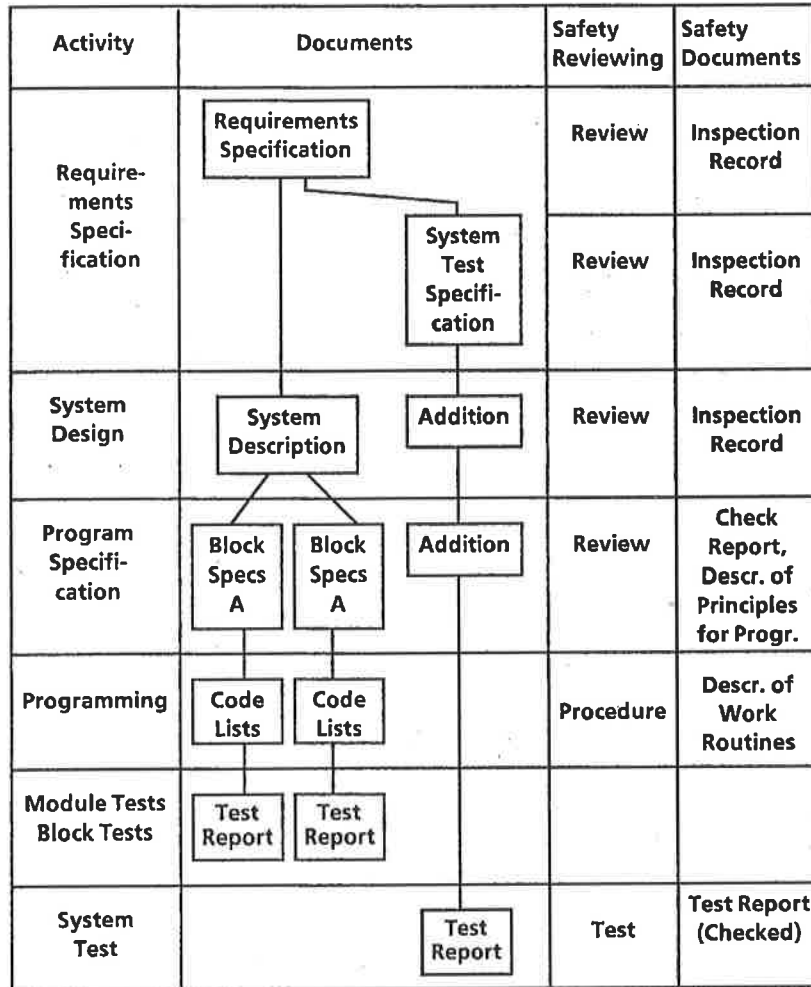 Activity
Documents
Safety
Reviewing
Safety
Documents
Require-
ments
Speci-
fication
Requirements
Specification
Review
Inspection
Record
System
Test
Specifi-
cation
Review
Inspection
Record
System
Design
System
Description
Addition
Review
Inspection
Record
Program
Specifi-
cation
Block
Specs
A
Block
Specs
A
Addition
Review
Check
Report,
Descr. of
Principles
for Progr.
Programming
Code
Lists
Code
Lists
Procedure
Descr. of
Work
Routines
Module Tests
Block Tests
Test
Report
Test
Report
System
Test
Test
Report
Test
Test Report
(Checked)